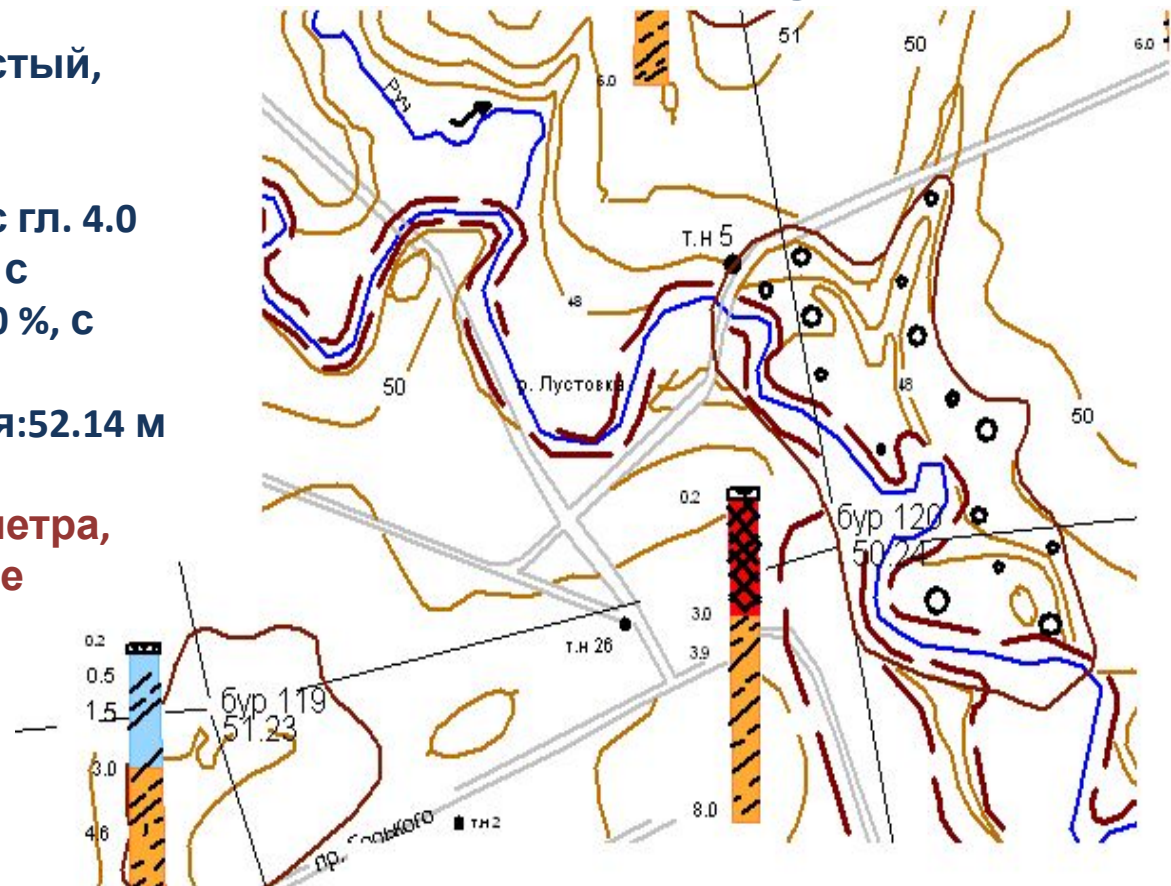 стый,
с гл. 4.0
с
0 %, с
я:52.14 м
метра,
е
51
50
6.0
6.0
Руч
т.н 5
48
50
р. Лустовка
48
50
0.2
бур 120
50.24
3.0
3.9
8.0
т.н 26
0.2
0.5
1.5
3.0
4.6
бур 119
51.23
т.н 2
пр.